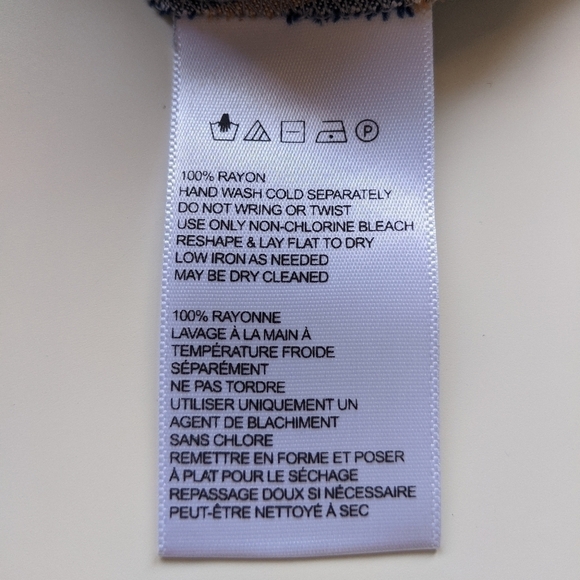 P
100% RAYON
HAND WASH COLD SEPARATELY
DO NOT WRING OR TWIST
USE ONLY NON-CHLORINE BLEACH
RESHAPE & LAY FLAT TO DRY
LOW IRON AS NEEDED
MAY BE DRY CLEANED
100% RAYONNE
LAVAGE À LA MAIN À
TEMPÉRATURE FROIDE
SÉPARÉMENT
NE PAS TORDRE
UTILISER UNIQUEMENT UN
AGENT DE BLACHIMENT
SANS CHLORE
REMETTRE EN FORME ET POSER
À PLAT POUR LE SÉCHAGE
REPASSAGE DOUX SI NÉCESSAIRE
PEUT-ÊTRE NETTOYÉ À SEC